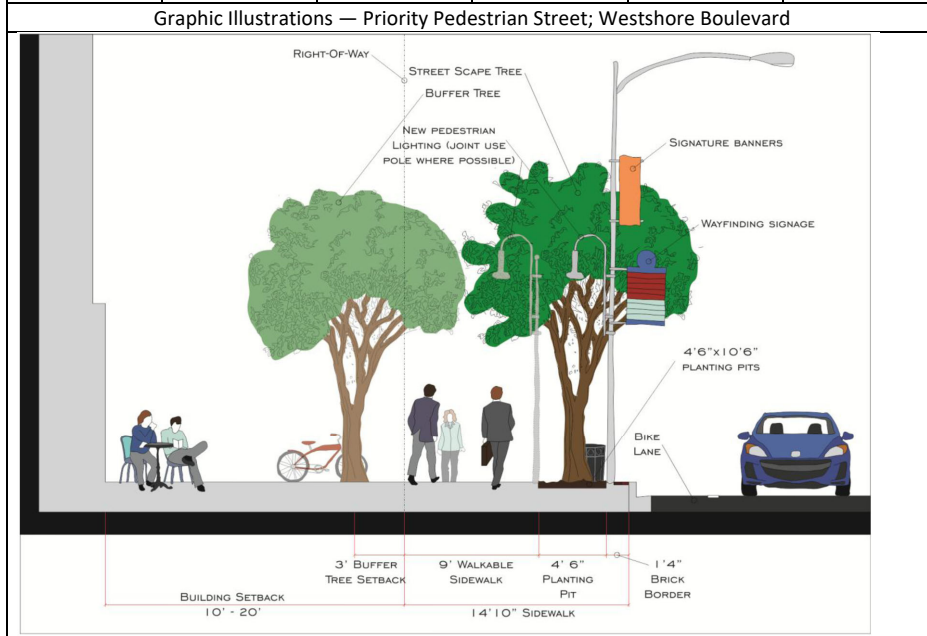 Graphic Illustrations — Priority Pedestrian Street; Westshore Boulevard
RIGHT-OF-WAY
STREET SCAPE TREE
BUFFER TREE
NEW PEDESTRIAN
LIGHTING (JOINT USE
POLE WHERE POSSIBLE)
SIGNATURE BANNERS
WAYFINDING SIGNAGE
4'6"x10'6"
PLANTING PITS
BIKE
LANE
3' BUFFER
TREE SETBACK
9' WALKABLE
SIDEWALK
4' 6"
PLANTING
PIT
1'4"
BRICK
BORDER
BUILDING SETBACK
10' - 20'
14'10" SIDEWALK